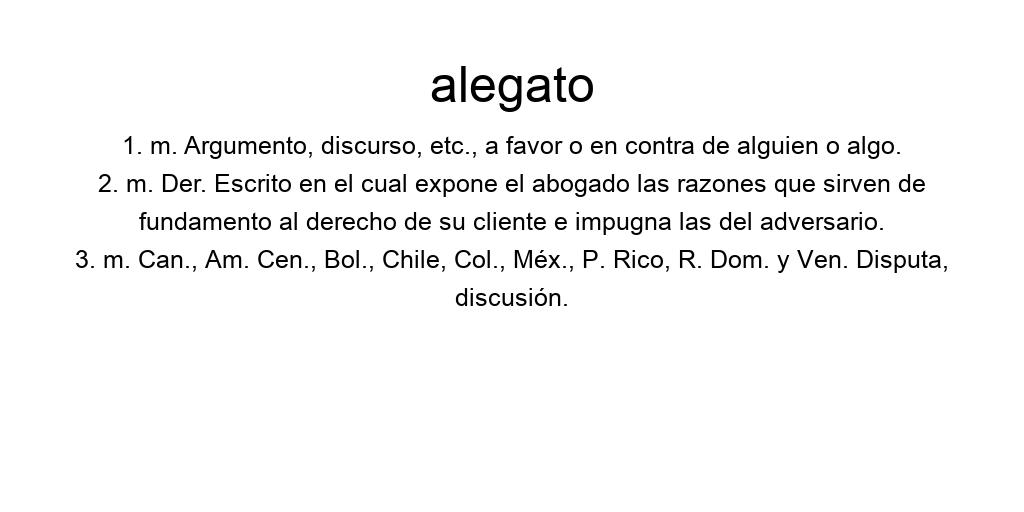 alegato
1. m. Argumento, discurso, etc., a favor o en contra de alguien o algo.
2. m. Der. Escrito en el cual expone el abogado las razones que sirven de
fundamento al derecho de su cliente e impugna las del adversario.
3. m. Can., Am. Cen., Bol., Chile, Col., Méx., P. Rico, R. Dom. y Ven. Disputa,
discusión.